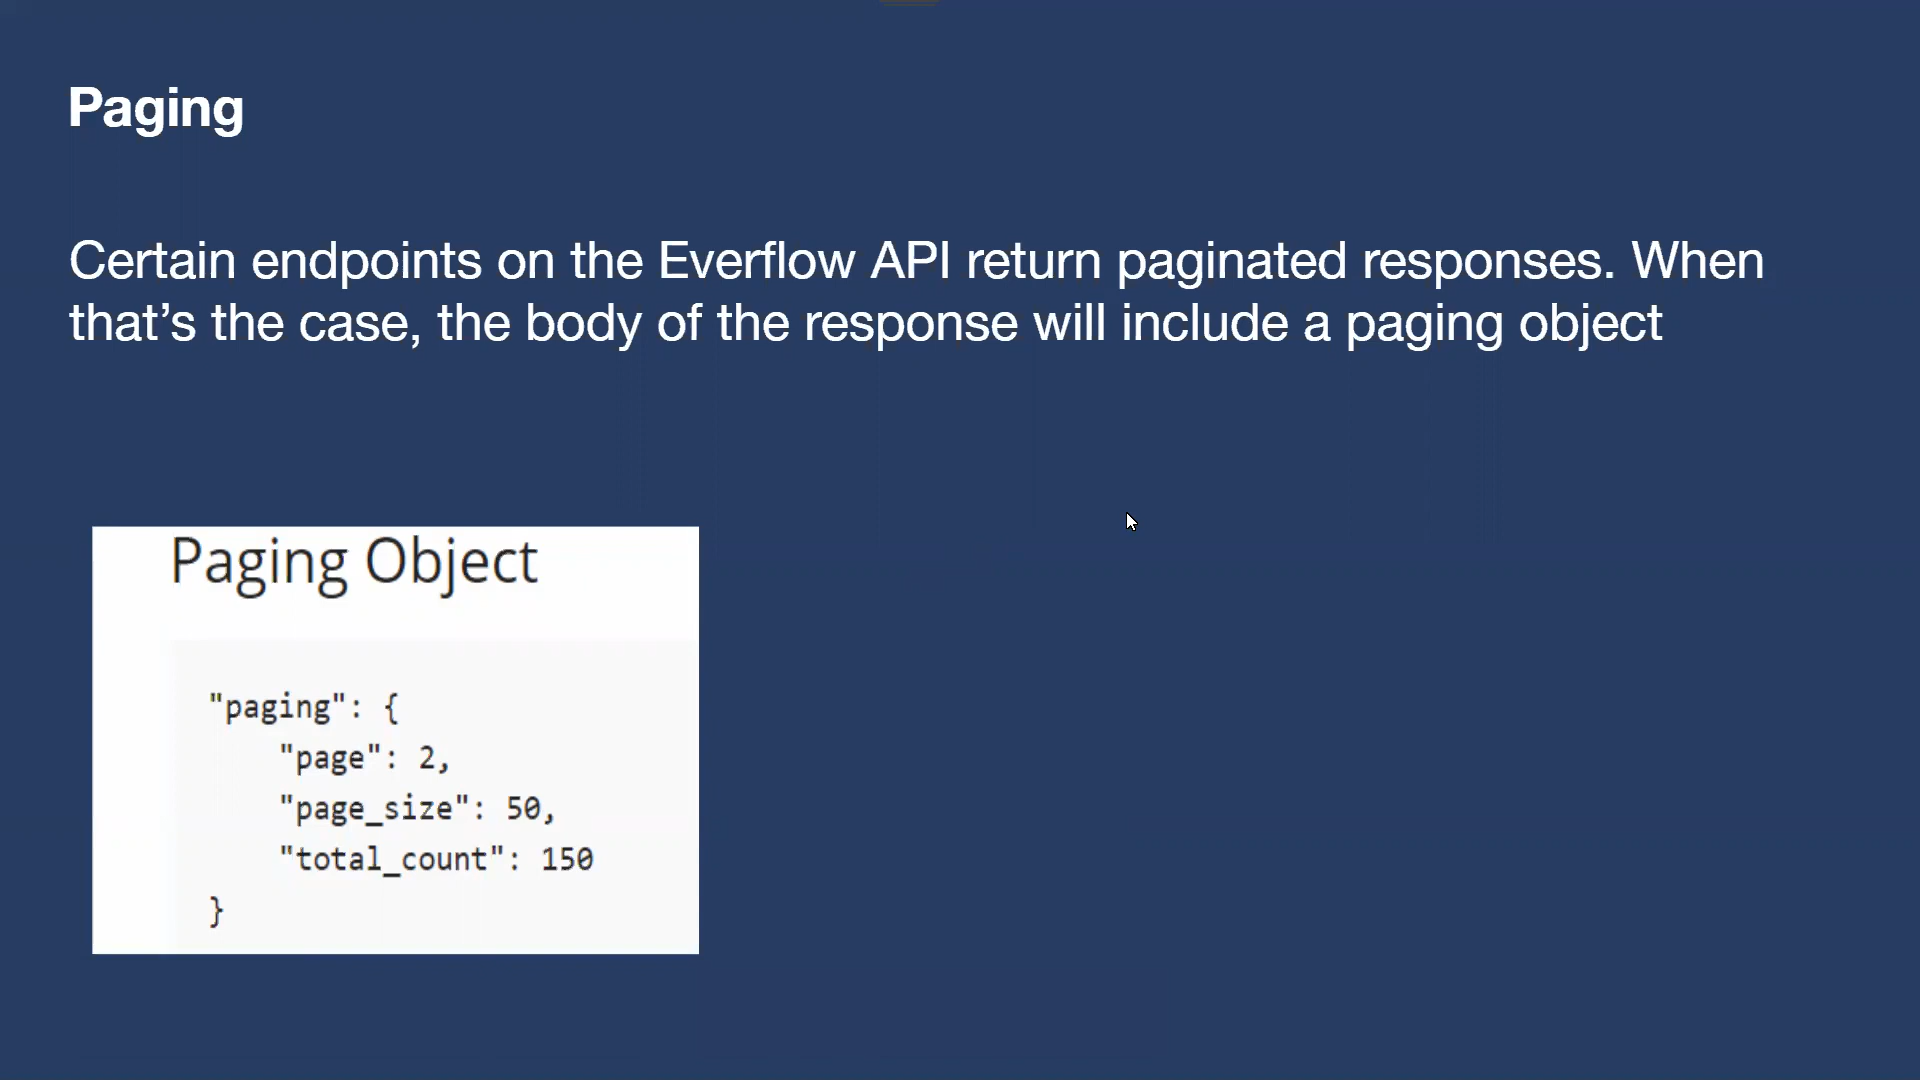 Paging
Certain endpoints on the Everflow API return paginated responses. When
that’s the case, the body of the response will include a paging object
Paging Object
"paging": {
"page": 2,
"page_size": 50,
"total_count": 150
}